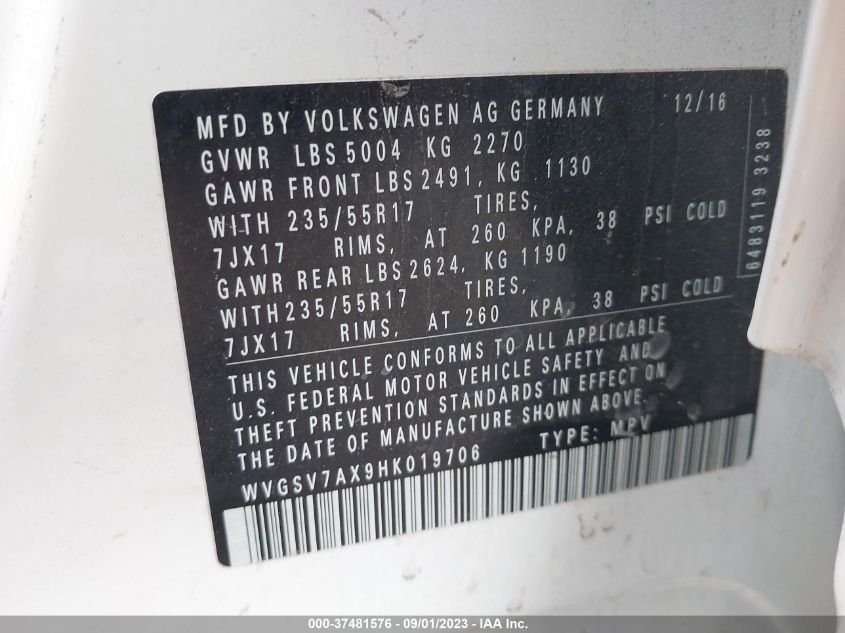 MFD BY VOLKSWAGEN AG GERMANY 12/16
GVWR LBS 5004 KG 2270
GAWR FRONT LBS 2491, KG 1130
WITH 235/55R17 TIRES,
7JX17 RIMS, AT 260 KPA, 38 PSI COLD
GAWR REAR LBS 2624, KG 1190
WITH 235/55R17 TIRES,
7JX17 RIMS, AT 260 KPA, 38 PSI COLD
THIS VEHICLE CONFORMS TO ALL APPLICABLE
U.S. FEDERAL MOTOR VEHICLE SAFETY AND
THEFT PREVENTION STANDARDS IN EFFECT ON
THE DATE OF MANUFACTURE SHOWN ABOVE.
WVGSV7AX9HK019706 TYPE: MPV
6483119 3238
000-37481576 - 09/01/2023 - IAA Inc.